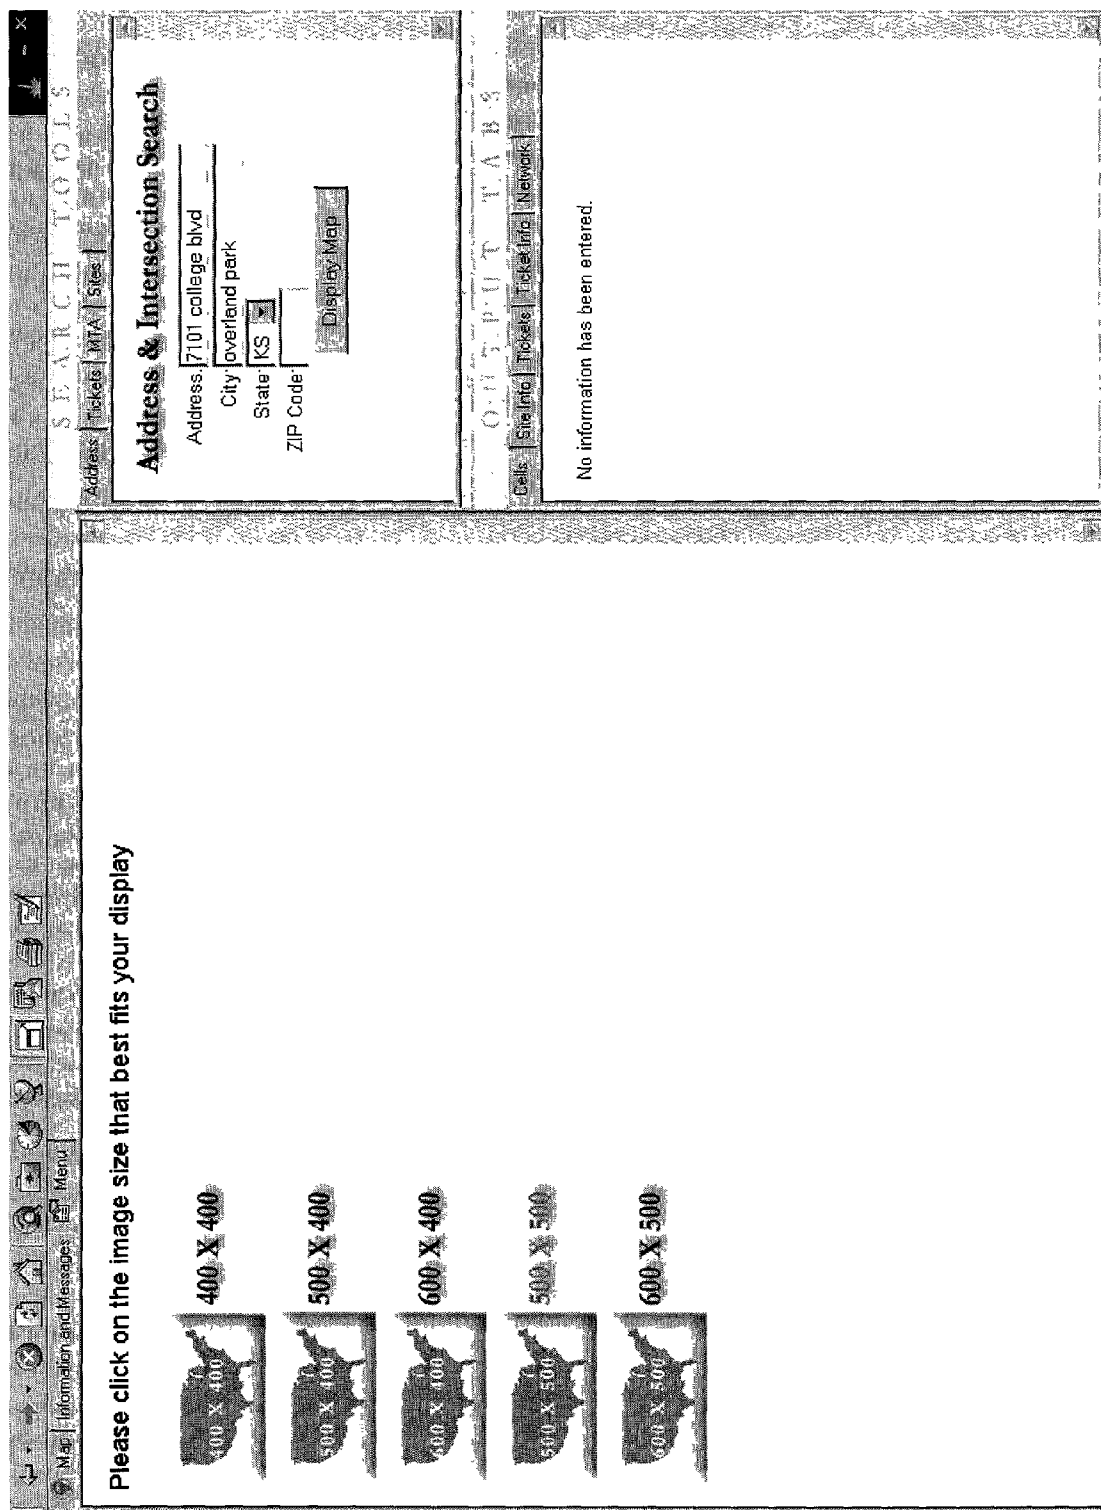 Map Information and Messages Menu
Please click on the image size that best fits your display
400 X 400 400 X 400
500 X 400 500 X 400
600 X 400 600 X 400
500 X 500 500 X 500
600 X 500 600 X 500
SEARCH TOOLS
Address Tickets MTA Sites
Address & Intersection Search
Address: 7101 college blvd
City: overland park
State: KS
ZIP Code:
Display Map
OUTPUT TABS
Cells Site Info Tickets Ticket Info Network
No information has been entered.